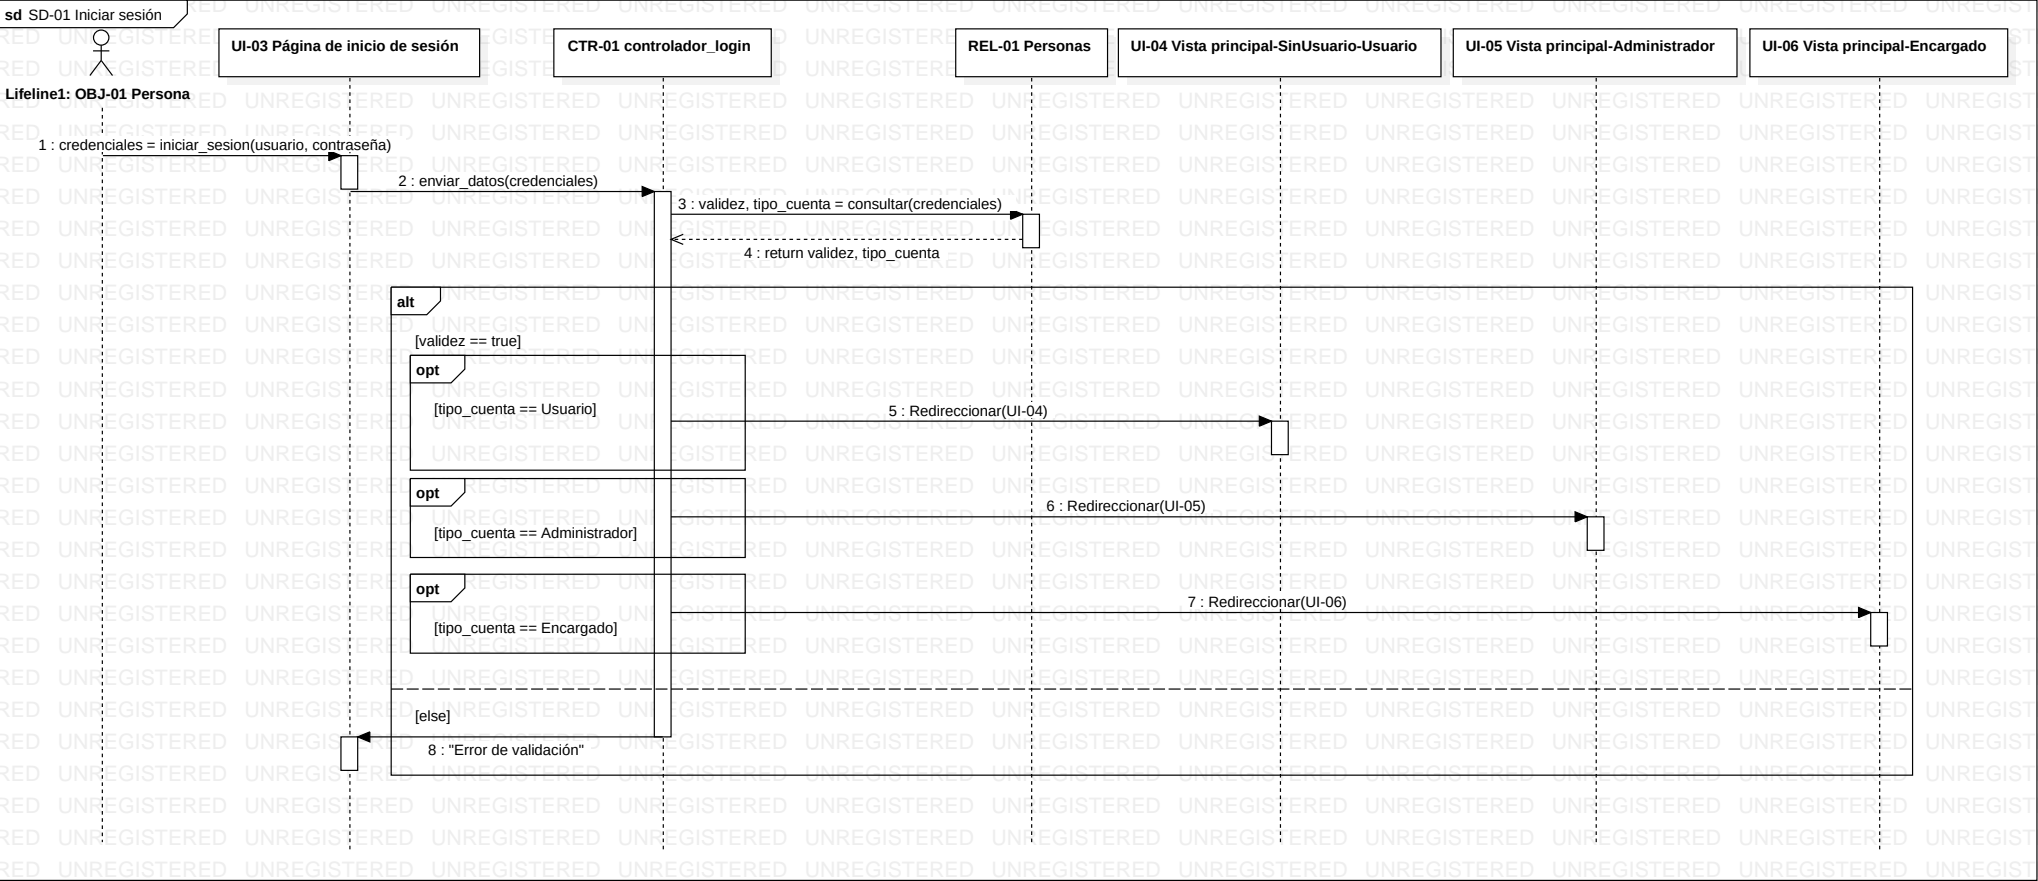 sd SD-01 Iniciar sesión
UI-03 Página de inicio de sesión
CTR-01 controlador_login
REL-01 Personas
UI-04 Vista principal-SinUsuario-Usuario
UI-05 Vista principal-Administrador
UI-06 Vista principal-Encargado
Lifeline1: OBJ-01 Persona
1 : credenciales = iniciar_sesion(usuario, contraseña)
2 : enviar_datos(credenciales)
3 : validez, tipo_cuenta = consultar(credenciales)
4 : return validez, tipo_cuenta
alt
[validez == true]
opt
[tipo_cuenta == Usuario]
5 : Redireccionar(UI-04)
opt
6 : Redireccionar(UI-05)
[tipo_cuenta == Administrador]
opt
7 : Redireccionar(UI-06)
[tipo_cuenta == Encargado]
[else]
8 : "Error de validación"
UNREGISTERED